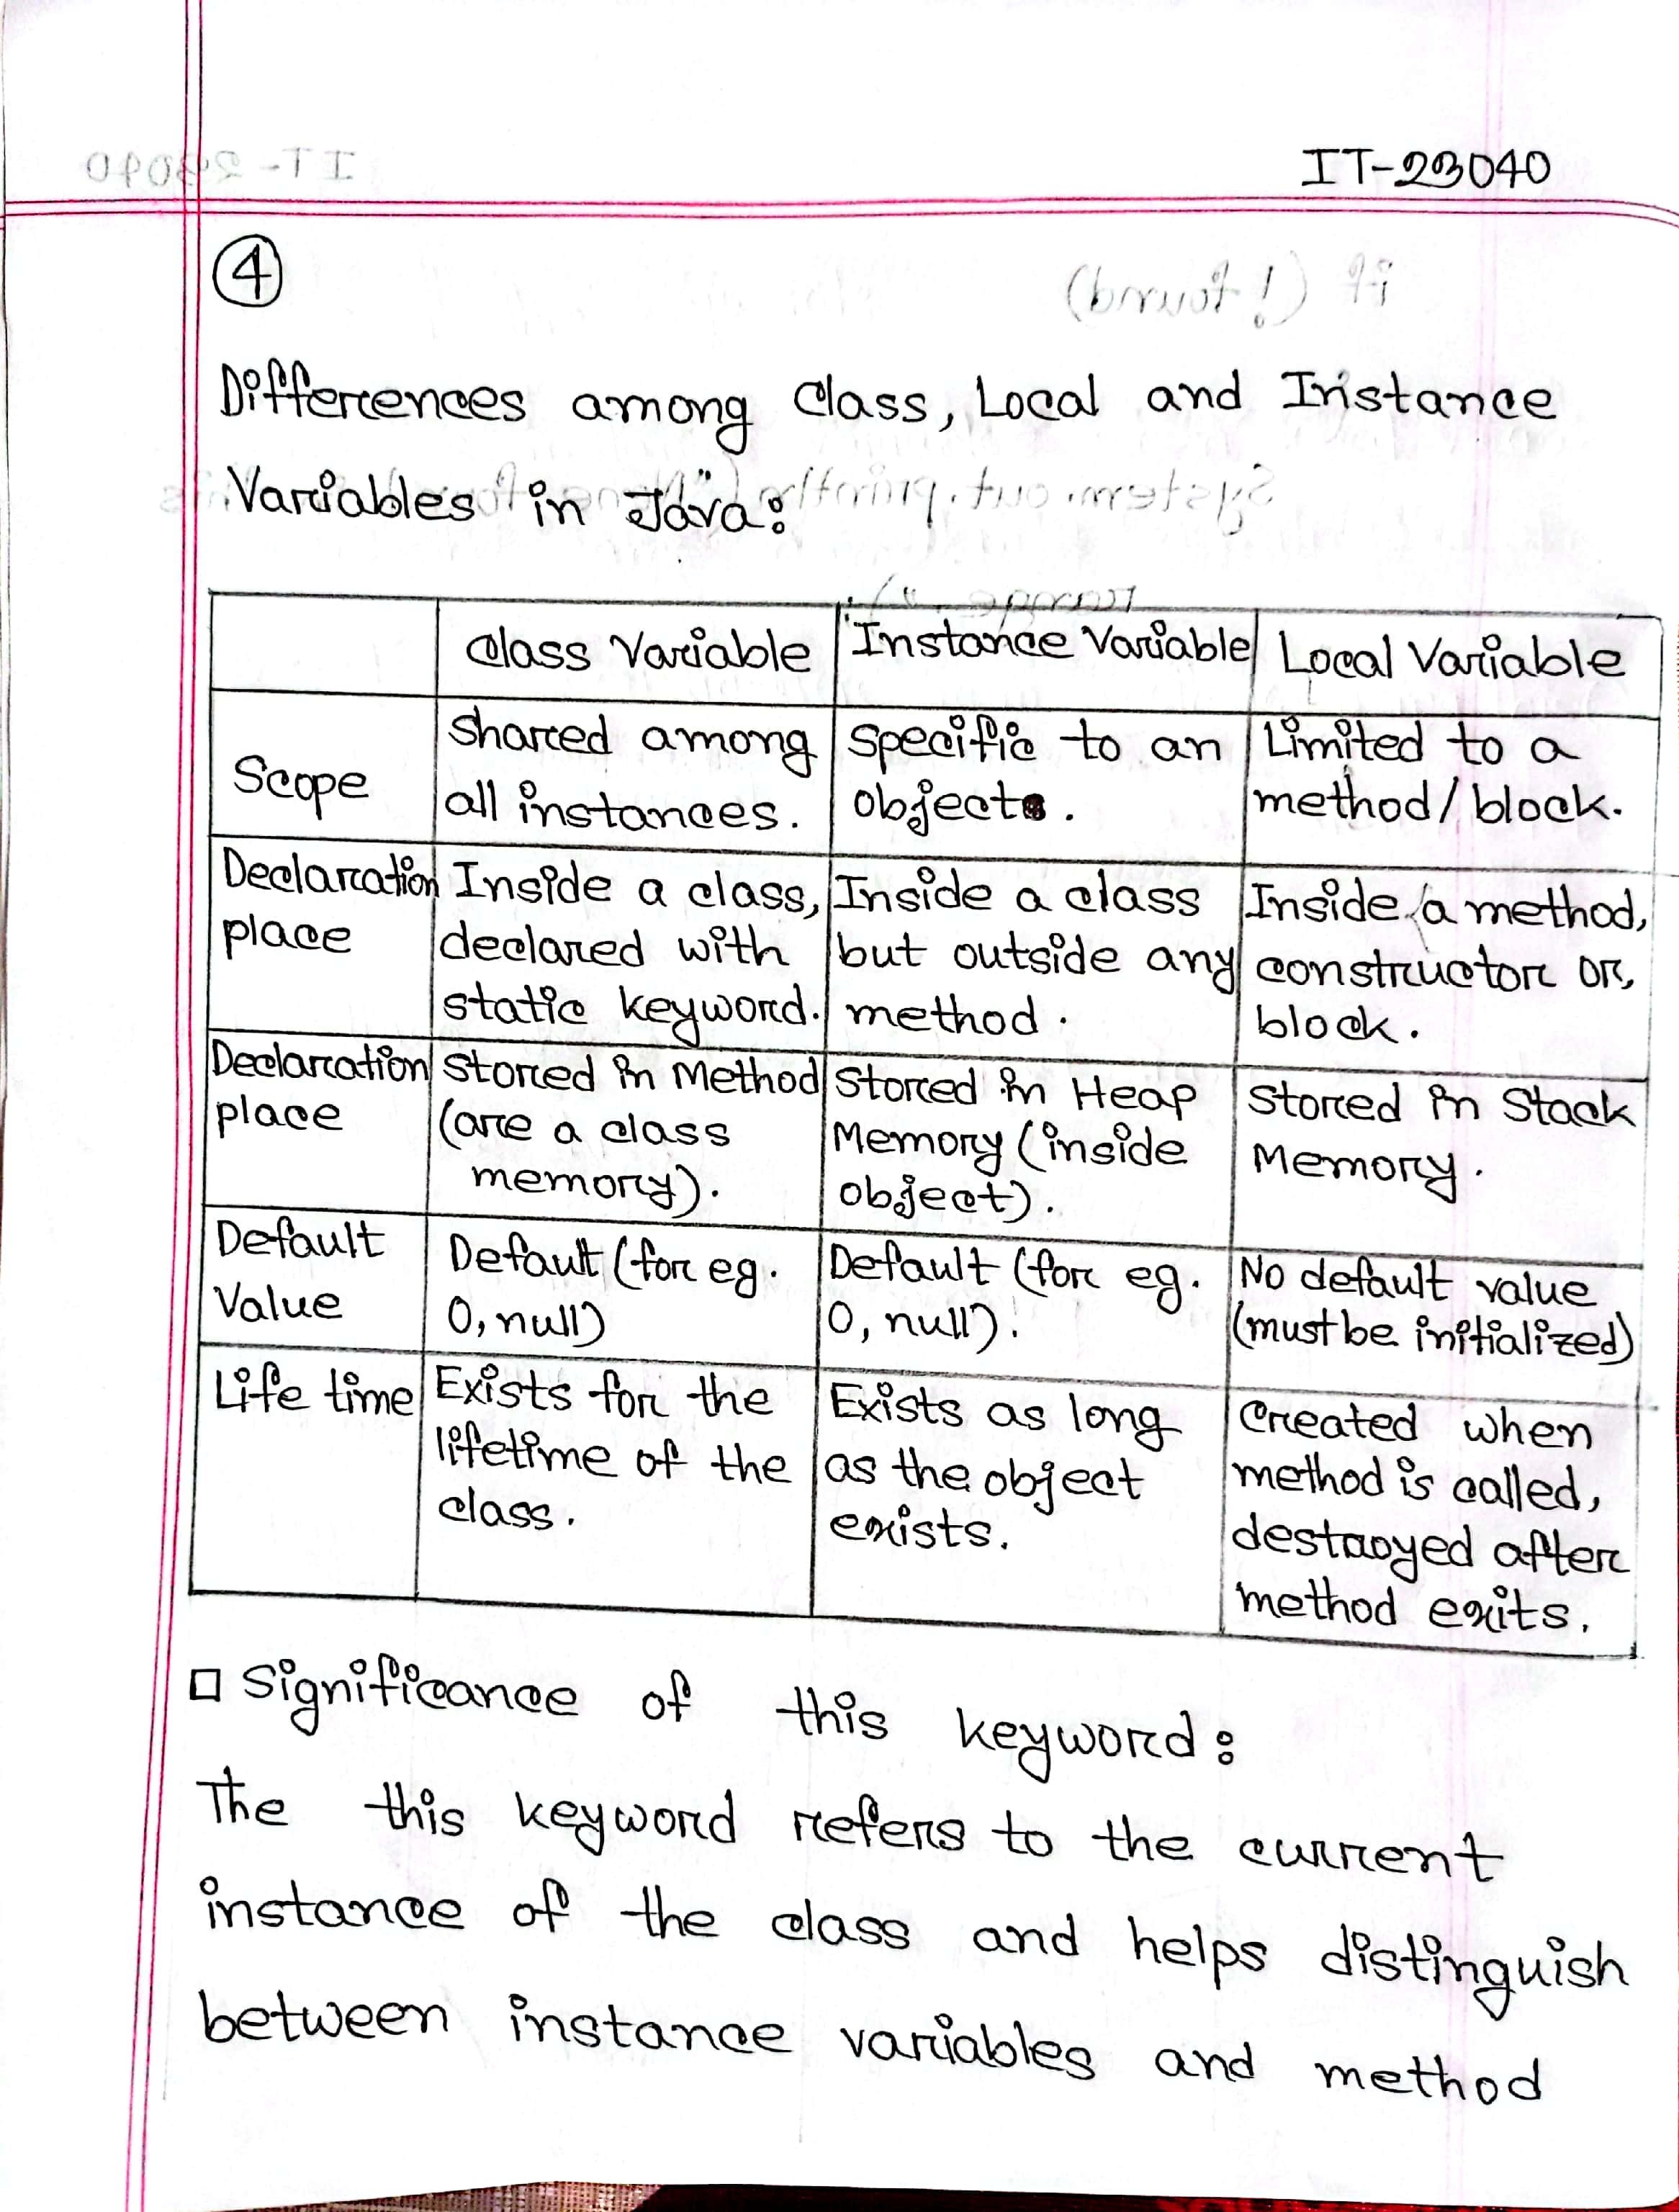 IT-23040
4
Differences among Class, Local and Instance
Variables in Java:
Class Variable Instance Variable Local Variable
Scope
Shared among
all instances.
Specific to an
object.
Limited to a
method/block.
Declaration
place
Inside a class,
declared with
static keyword.
Inside a class
but outside any
method.
Inside a method,
constructor or,
block.
Declaration
place
Stored in Method
(are a class
memory).
Stored in Heap
Memory (inside
object).
Stored in Stack
Memory.
Default
Value
Default (for eg.
0, null)
Default (for eg.
0, null).
No default value
(must be initialized)
Life time
Exists for the
lifetime of the
class.
Exists as long
as the object
exists.
Created when
method is called,
destroyed after
method exits.
Significance of this keyword:
The this keyword refers to the current
instance of the class and helps distinguish
between instance variables and method